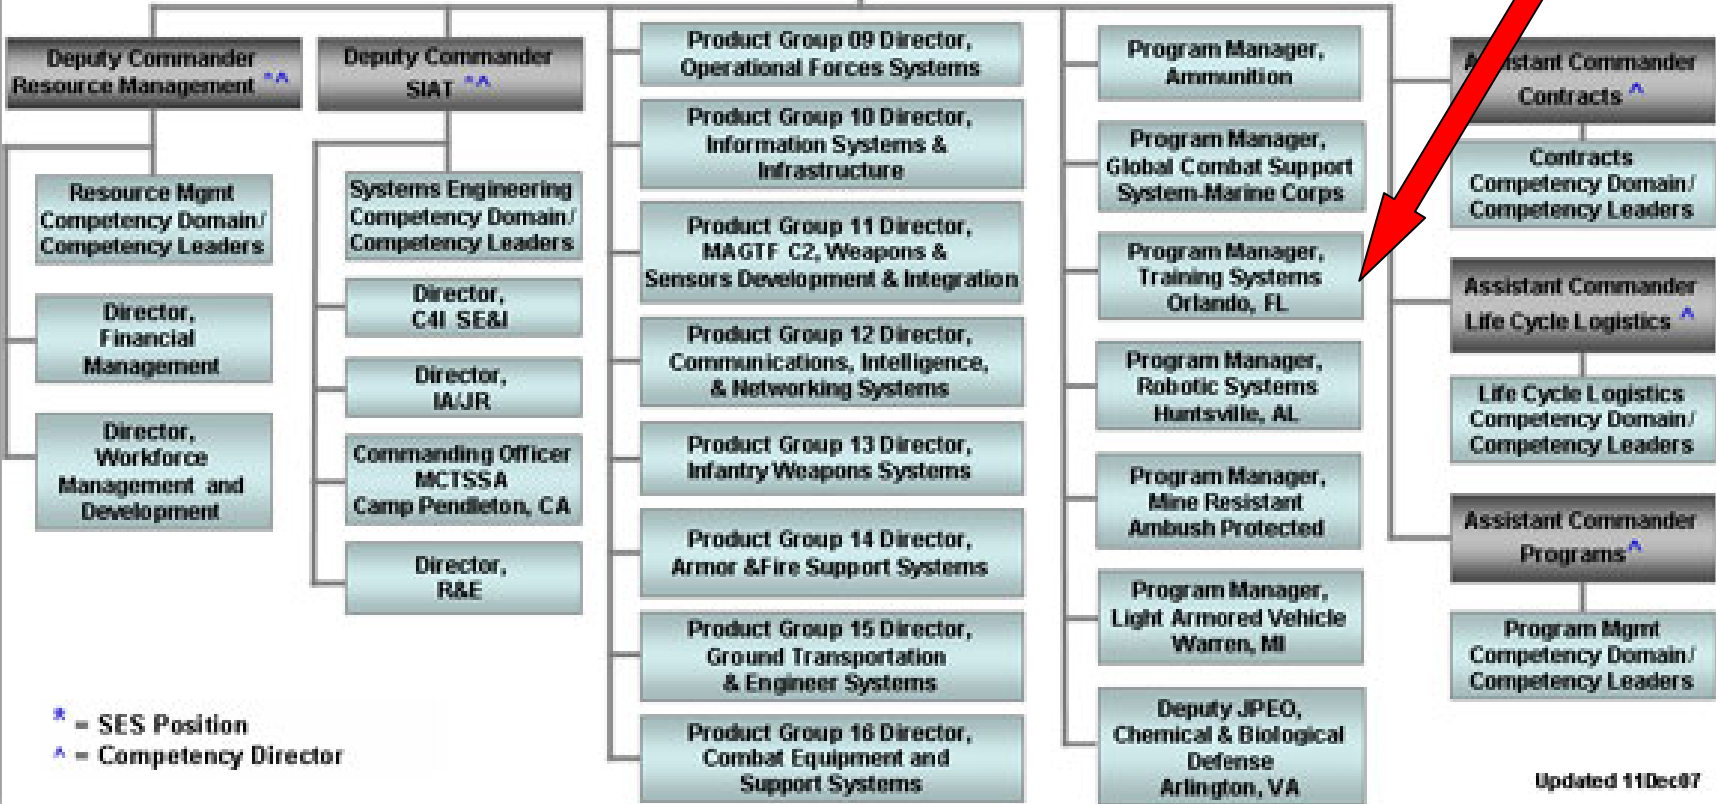 Deputy Commander
Resource Management *^
Resource Mgmt
Competency Domain/
Competency Leaders
Director,
Financial
Management
Director,
Workforce
Management and
Development
Deputy Commander
SIAT *^
Systems Engineering
Competency Domain/
Competency Leaders
Director,
C4I SE&I
Director,
IA/JR
Commanding Officer
MCTSSA
Camp Pendleton, CA
Director,
R&E
Product Group 09 Director,
Operational Forces Systems
Product Group 10 Director,
Information Systems &
Infrastructure
Product Group 11 Director,
MAGTF C2, Weapons &
Sensors Development & Integration
Product Group 12 Director,
Communications, Intelligence,
& Networking Systems
Product Group 13 Director,
Infantry Weapons Systems
Product Group 14 Director,
Armor &Fire Support Systems
Product Group 15 Director,
Ground Transportation
& Engineer Systems
Product Group 16 Director,
Combat Equipment and
Support Systems
Program Manager,
Ammunition
Program Manager,
Global Combat Support
System-Marine Corps
Program Manager,
Training Systems
Orlando, FL
Program Manager,
Robotic Systems
Huntsville, AL
Program Manager,
Mine Resistant
Ambush Protected
Program Manager,
Light Armored Vehicle
Warren, MI
Deputy JPEO,
Chemical & Biological
Defense
Arlington, VA
Assistant Commander
Contracts ^
Contracts
Competency Domain/
Competency Leaders
Assistant Commander
Life Cycle Logistics ^
Life Cycle Logistics
Competency Domain/
Competency Leaders
Assistant Commander
Programs^
Program Mgmt
Competency Domain/
Competency Leaders
* = SES Position
^ = Competency Director
Updated 11Dec07